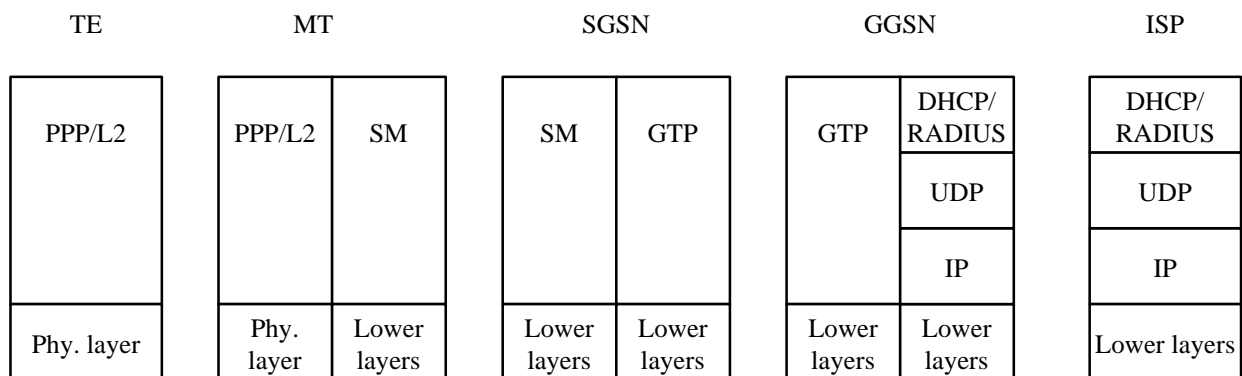 TE MT SGSN GGSN ISP
PPP/L2 PPP/L2 SM SM GTP GTP DHCP/ DHCP/
RADIUS RADIUS
UDP UDP
IP IP
Phy. layer Phy. Lower Lower Lower Lower Lower Lower layers
layer layers layers layers layers layers